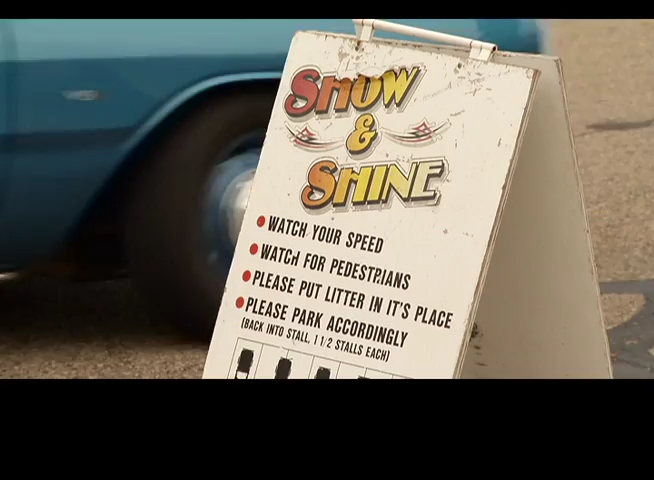 SHOW
&
SHINE
WATCH YOUR SPEED
WATCH FOR PEDESTRIANS
PLEASE PUT LITTER IN IT'S PLACE
PLEASE PARK ACCORDINGLY
(BACK INTO STALL, 1 1/2 STALLS EACH)